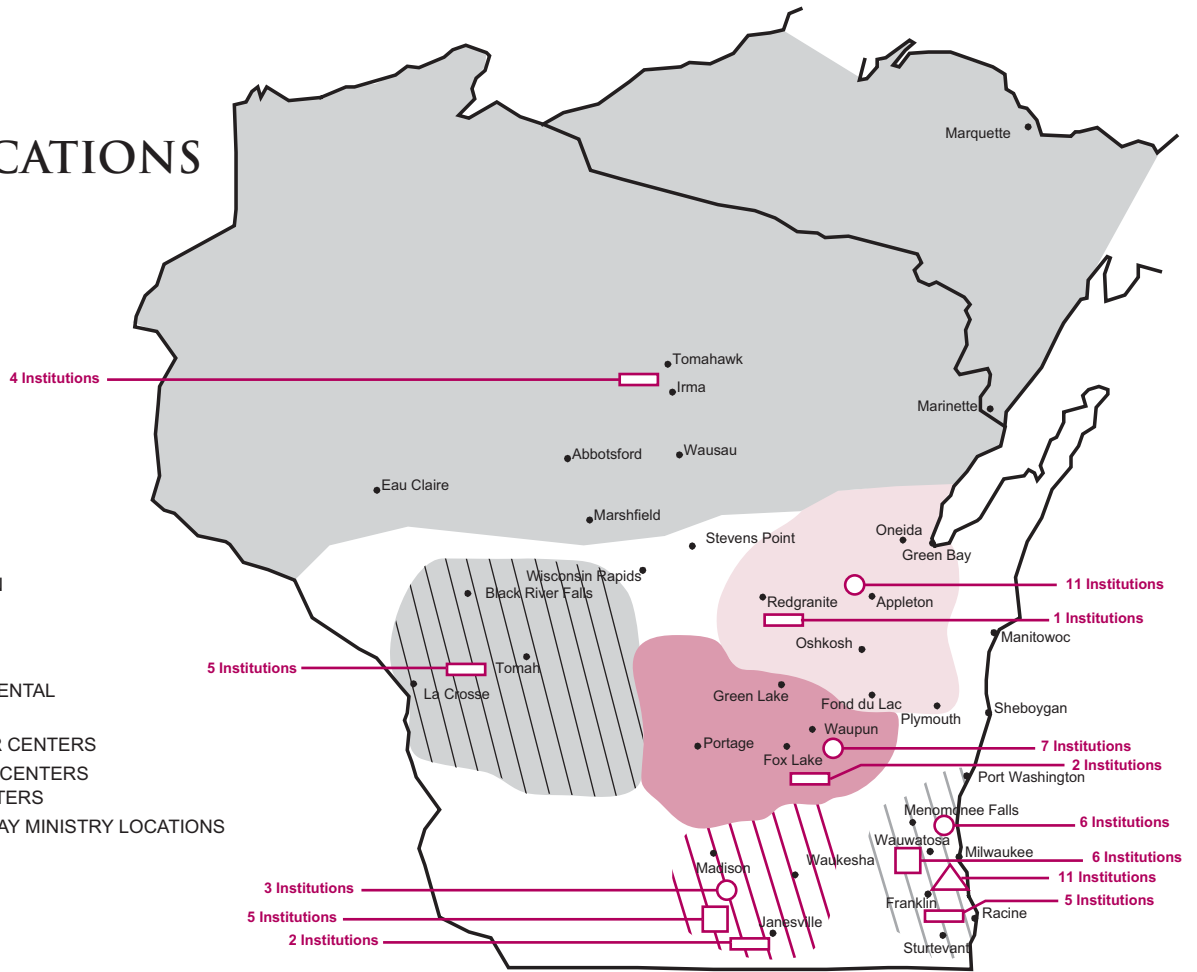 CATIONS
Marquette
Tomahawk
4 Institutions
Irma
Marinette
Abbotsford
Wausau
Eau Claire
Marshfield
Stevens Point
Oneida
Green Bay
Wisconsin Rapids
Black River Falls
11 Institutions
Redgranite
Appleton
1 Institutions
Manitowoc
Oshkosh
5 Institutions
Tomah
La Crosse
ENTAL
Green Lake
Fond du Lac
Plymouth
Sheboygan
Waupun
Portage
Fox Lake
7 Institutions
R CENTERS
2 Institutions
CENTERS
Port Washington
TERS
Menomonee Falls
AY MINISTRY LOCATIONS
6 Institutions
Wauwatosa
Milwaukee
6 Institutions
Madison
Waukesha
11 Institutions
3 Institutions
Franklin
5 Institutions
Racine
5 Institutions
Janesville
2 Institutions
Sturtevant